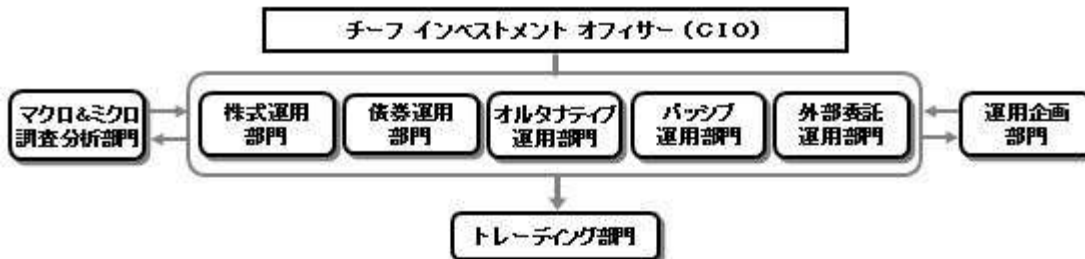 チーフ インベストメント オフィサー (CIO)
マクロ&ミクロ
調査分析部門
株式運用
部門
債券運用
部門
オルタナティブ
運用部門
パッシブ
運用部門
外部委託
運用部門
運用企画
部門
トレーディング部門